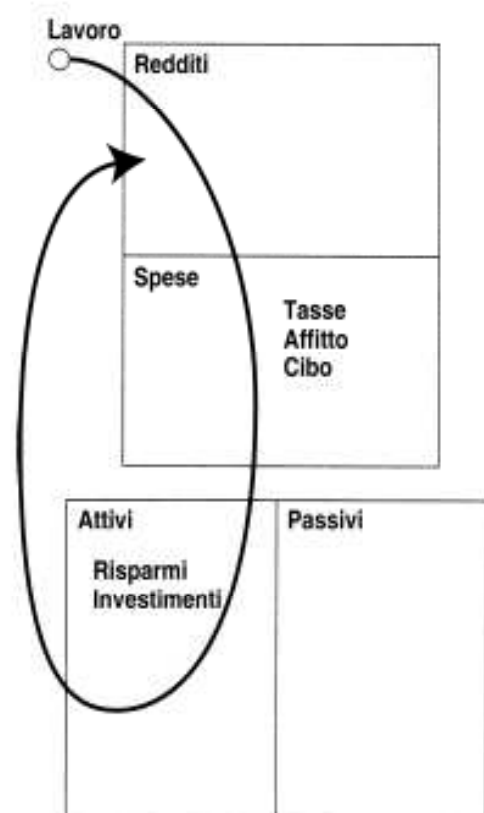 Lavoro
Redditi
Spese
Tasse
Affitto
Cibo
Attivi
Passivi
Risparmi
Investimenti